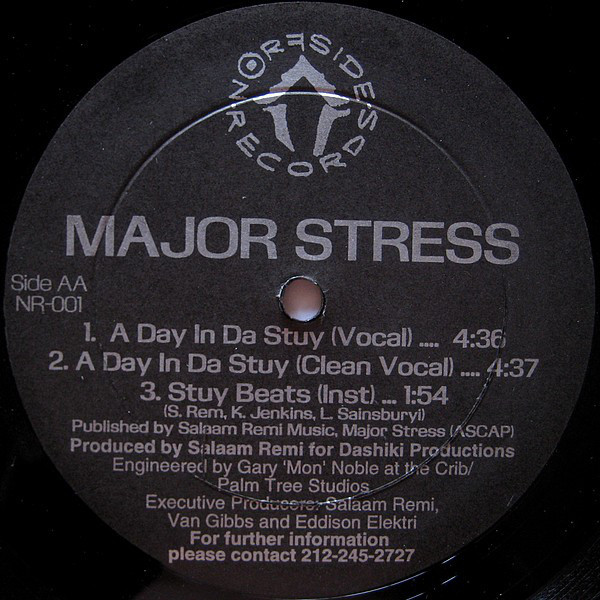 NORFSIDES RECORD
MAJOR STRESS
Side AA
NR-001
1. A Day In Da Stuy (Vocal) .... 4:36
2. A Day In Da Stuy (Clean Vocal) .... 4:37
3. Stuy Beats (Inst) ... 1:54
(S. Rem, K. Jenkins, L. Sainsburyl)
Published by Salaam Remi Music, Major Stress (ASCAP)
Produced by Salaam Remi for Dashiki Productions
Engineered by Gary 'Mon' Noble at the Crib/
Palm Tree Studios
Executive Producers: Salaam Remi,
Van Gibbs and Eddison Elektri
For further information
please contact 212-245-2727